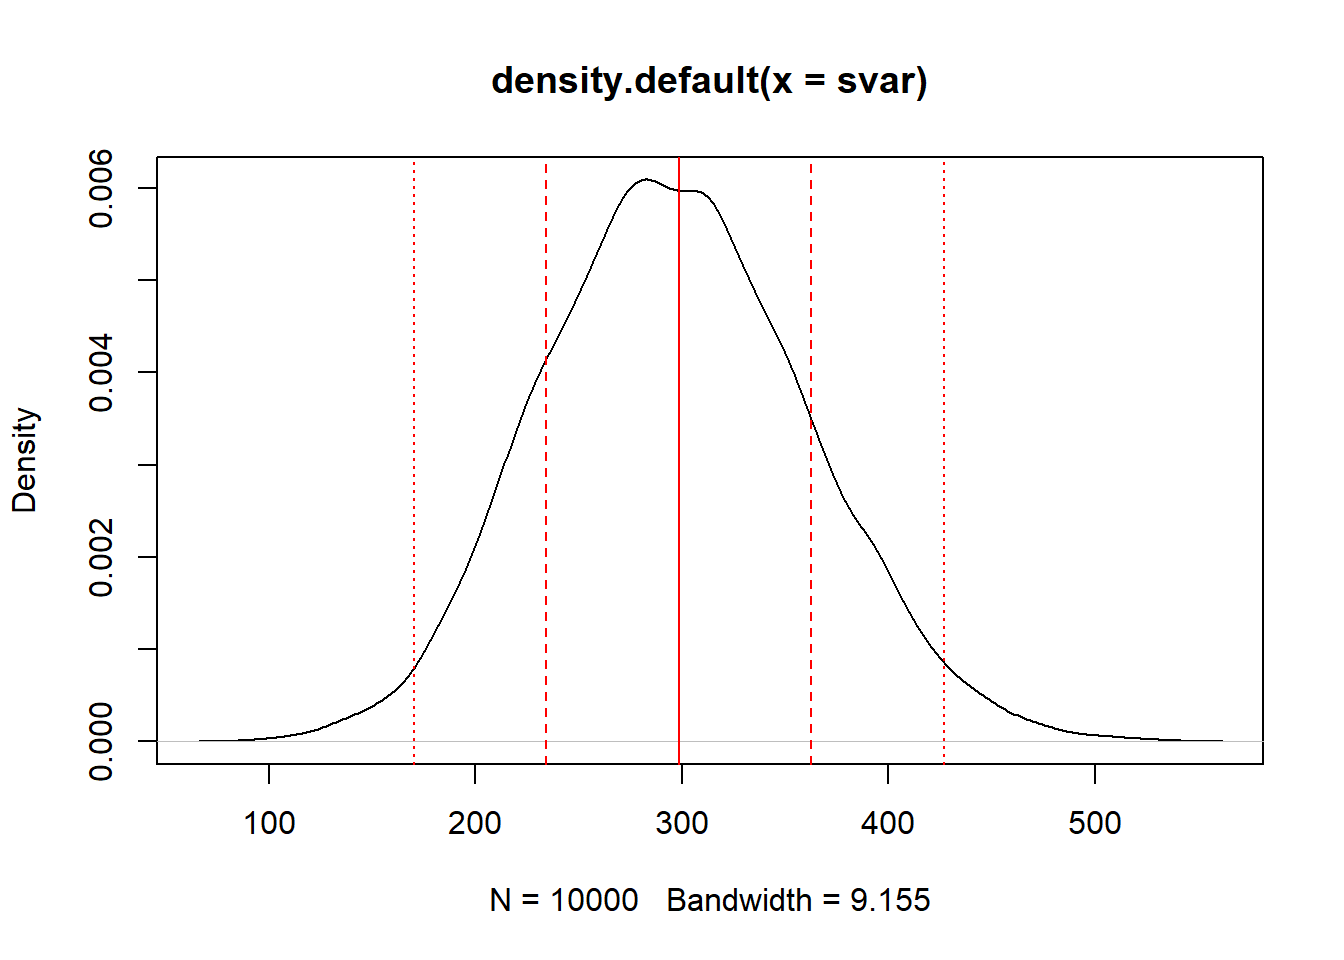 density.default(x = svar)
Density
0.006
0.004
0.002
0.000
100 200 300 400 500
N = 10000 Bandwidth = 9.155